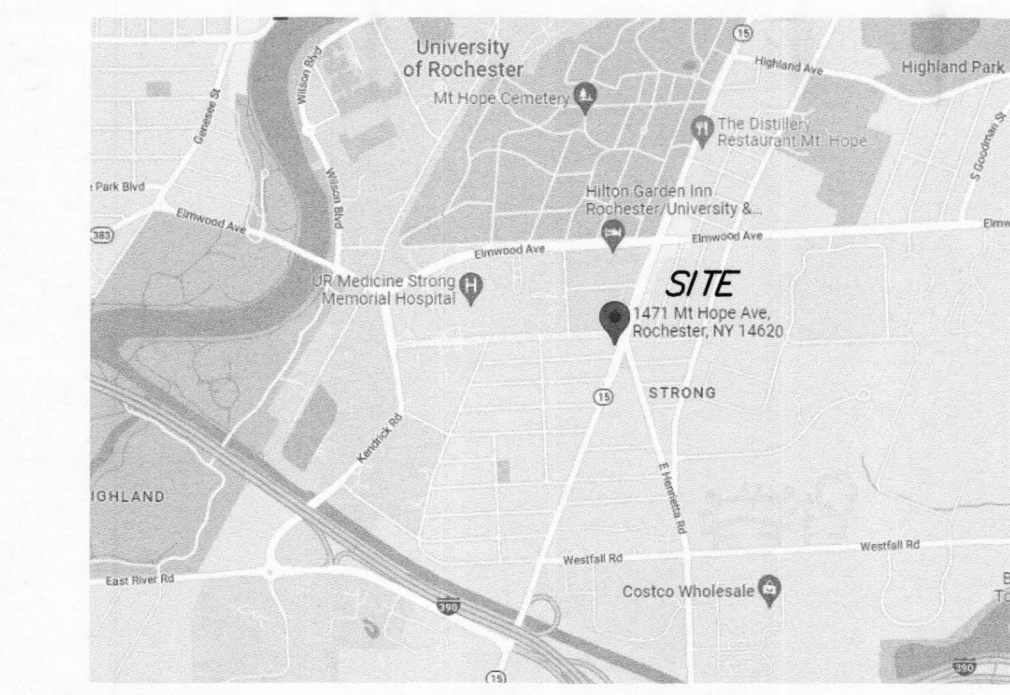 15
Highland Ave
Highland Park
University
of Rochester
Wilson Blvd
Mt Hope Cemetery
Genesee St
The Distillery
Restaurant Mt. Hope
S Goodman St
Park Blvd
Wilson Blvd
Hilton Garden Inn
Rochester/University &...
Elmwood Ave
383
Elmwood Ave
Elmwood Ave
UR Medicine Strong
Memorial Hospital
H
SITE
1471 Mt Hope Ave,
Rochester, NY 14620
15
STRONG
Kendrick Rd
E Henrietta Rd
IGHLAND
Westfall Rd
Westfall Rd
East River Rd
Costco Wholesale
390
390
15